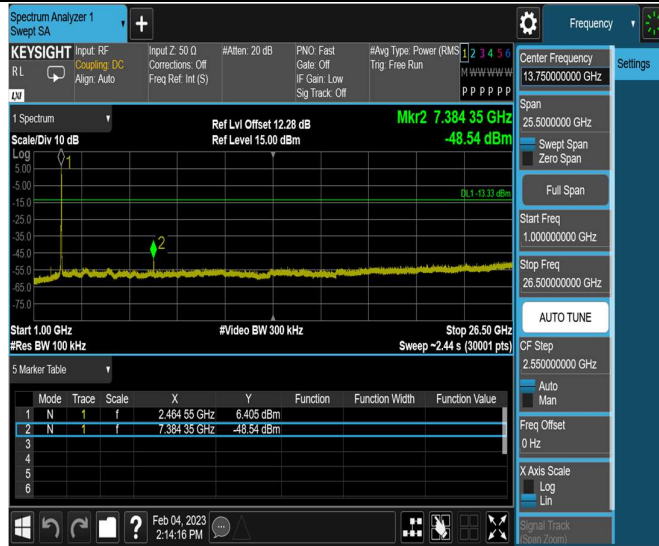 Spectrum Analyzer 1
Swept SA
+
Frequency
KEYSIGHT
RL
LXI
Input: RF
Coupling: DC
Align: Auto
Input Z: 50 Ω
Corrections: Off
Freq Ref: Int (S)
#Atten: 20 dB
PNO: Fast
Gate: Off
IF Gain: Low
Sig Track: Off
#Avg Type: Power (RMS
Trig: Free Run
1 2 3 4 5 6
M W W W W W
P P P P P P
Center Frequency
13.750000000 GHz
Settings
Span
25.5000000 GHz
Swept Span
Zero Span
Full Span
Start Freq
1.000000000 GHz
Stop Freq
26.500000000 GHz
AUTO TUNE
CF Step
2.550000000 GHz
Auto
Man
Freq Offset
0 Hz
X Axis Scale
Log
Lin
Signal Track
(Span Zoom)
1 Spectrum
Scale/Div 10 dB
Ref Lvl Offset 12.28 dB
Ref Level 15.00 dBm
Mkr2 7.384 35 GHz
-48.54 dBm
Log
5.00
-5.00
-15.0
-25.0
-35.0
-45.0
-55.0
-65.0
-75.0
1
2
DL1 -13.33 dBm
Start 1.00 GHz
#Res BW 100 kHz
#Video BW 300 kHz
Stop 26.50 GHz
Sweep ~2.44 s (30001 pts)
5 Marker Table
Mode Trace Scale X Y Function Function Width Function Value
1 N 1 f 2.464 55 GHz 6.405 dBm
2 N 1 f 7.384 35 GHz -48.54 dBm
3
4
5
6
?
Feb 04, 2023
2:14:16 PM